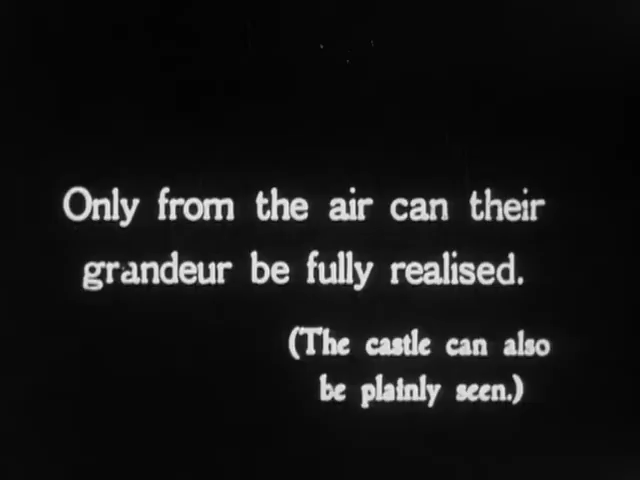 Only from the air can their
grandeur be fully realised.
(The castle can also
be plainly seen.)